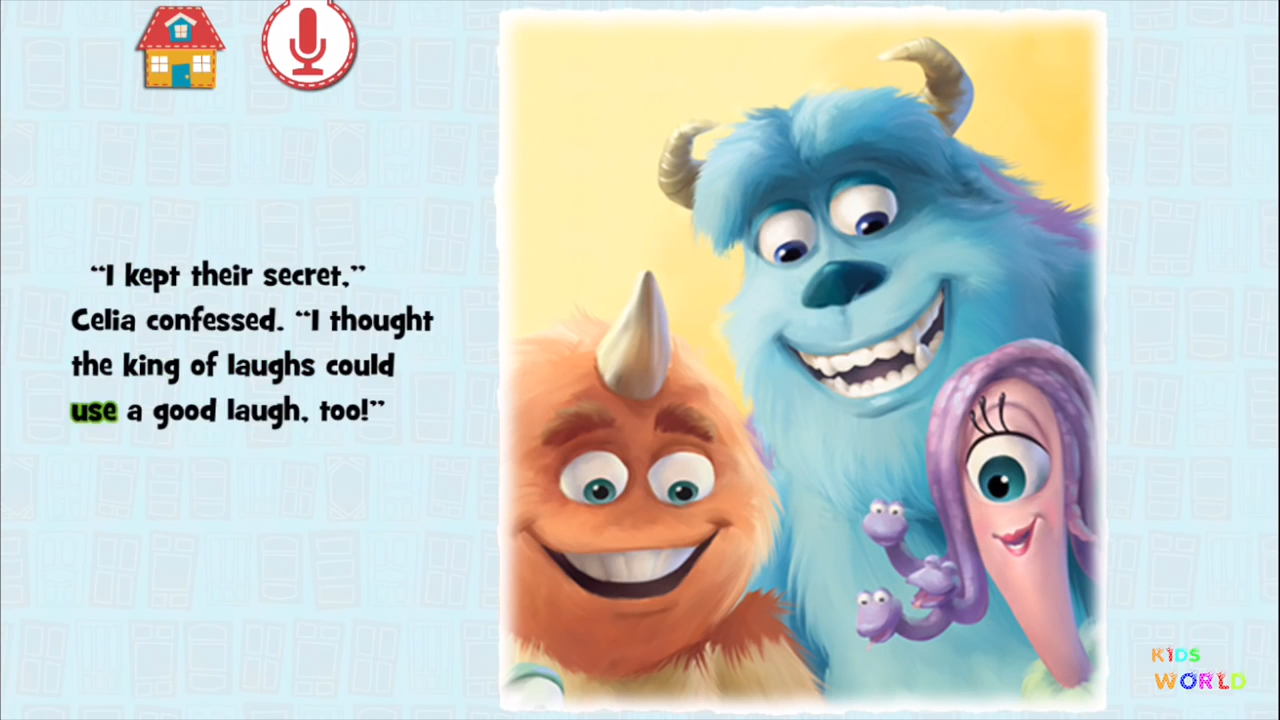 “I kept their secret,”
Celia confessed. “I thought
the king of laughs could
use a good laugh, too!”
KIDS
WORLD